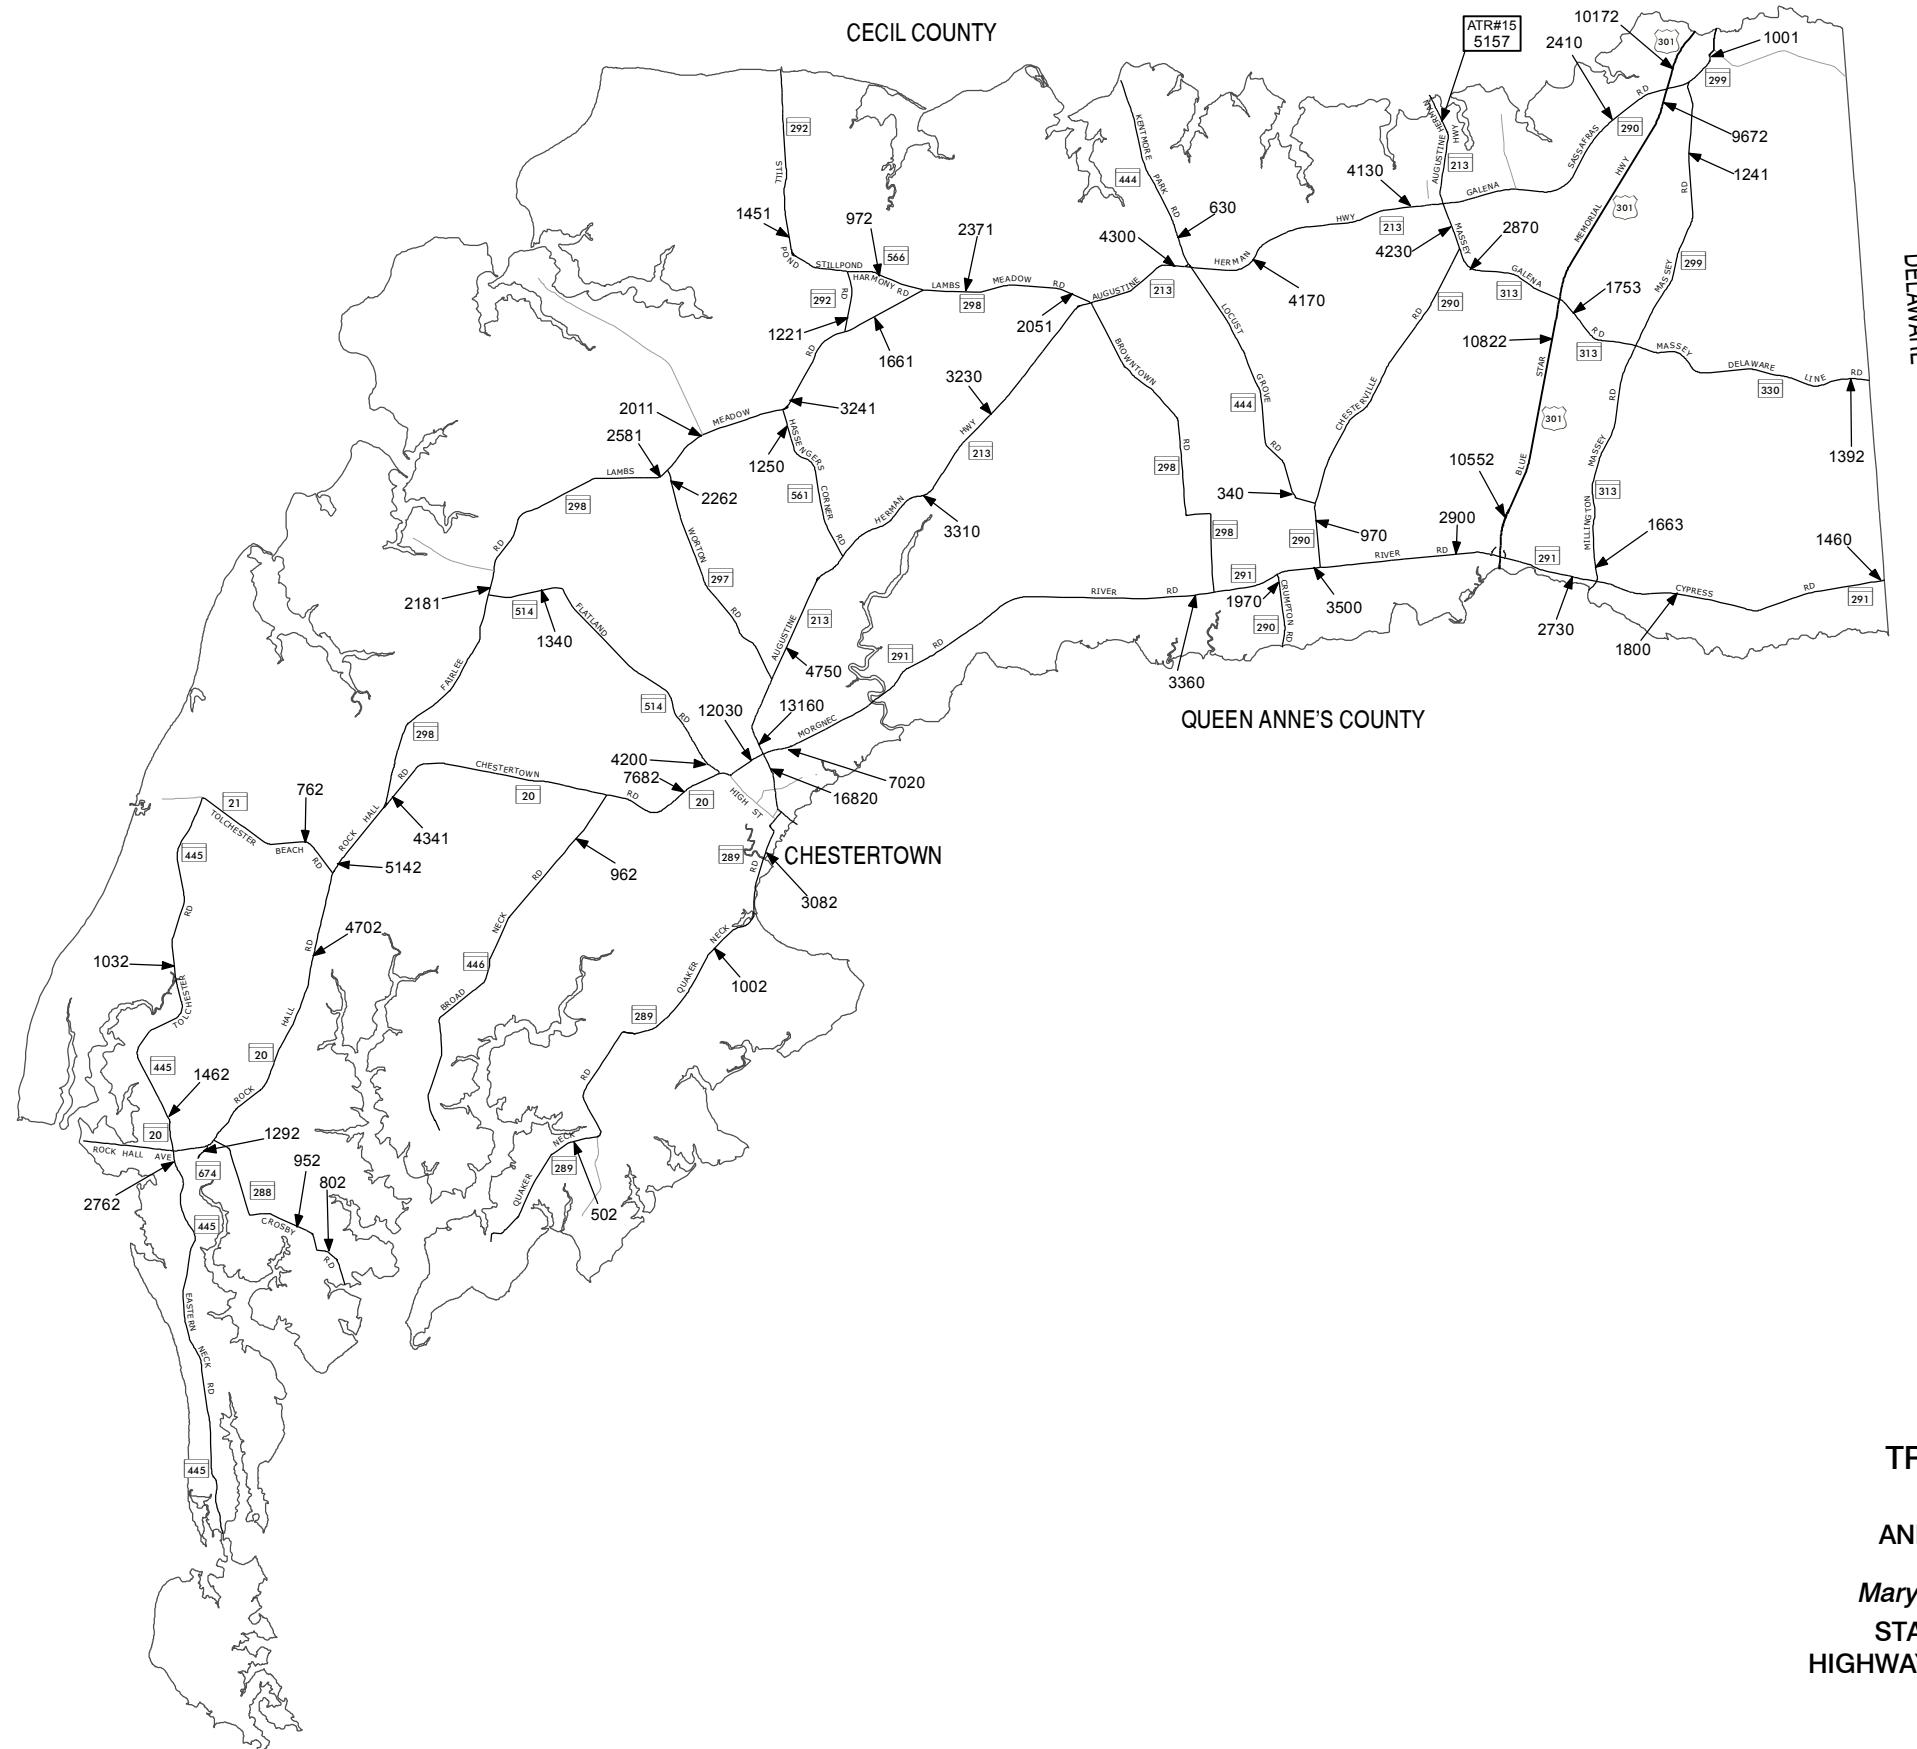 CECIL COUNTY
ATR#15
5157
10172
301
1001
2410
299
RD
290
9672
SASSAFRAS
HWY
1241
RD
292
STILL
KENTMORE
PARK
RD
444
HERMAN
HWY
AUGUSTINE
213
4130
GALENA
301
MEMORIAL
DELAWARE
1451
972
2371
630
4300
HWY
213
4230
MASSEY
2870
POND
STILLPOND
566
HARMONY RD
LAMBS
298
MEADOW
RD
AUGUSTINE
213
HERMAN
4170
GALENA
313
299
MASSEY
1753
292
RD
1221
1661
2051
LOCUST
290
RD
10822
RD
313
MASSEY
DELAWARE
LINE
RD
330
RD
BROWNTOWN
3230
STAR
2011
MEADOW
3241
GROVE
444
CHESTERVILLE
RD
301
1392
2581
1250
HASSENGERS
HWY
213
RD
RD
MASSEY
10552
BLUE
LAMBS
298
2262
561
CORNER
HERMAN
3310
298
340
313
MILLINGTON
RD
WORTON
RD
298
970
290
2900
RIVER
RD
291
1663
1460
2181
514
1340
FLATLAND
297
RD
AUGUSTINE
213
RIVER
RD
291
1970
CRUMPTON RD
290
3500
2730
CYPRESS
RD
291
1800
FAIRLEE
4750
RD
291
3360
514
RD
12030
13160
MORGNEC
QUEEN ANNE'S COUNTY
298
4200
7682
7020
RD
CHESTERTOWN
20
RD
20
HIGH ST
16820
762
21
TOLCHESTER
BEACH
RD
ROCK
HALL
4341
445
5142
962
289
RD
CHESTERTOWN
3082
RD
RD
NECK
4702
RD
1032
TOLCHESTER
446
BROAD
NECK
QUAKER
1002
HALL
289
20
445
1462
ROCK
RD
20
ROCK HALL AVE
1292
674
952
802
288
2762
445
CROSBY
RD
NECK
289
QUAKER
502
EASTERN
NECK
RD
445
TR
AN
Mary
STA
HIGHWAY